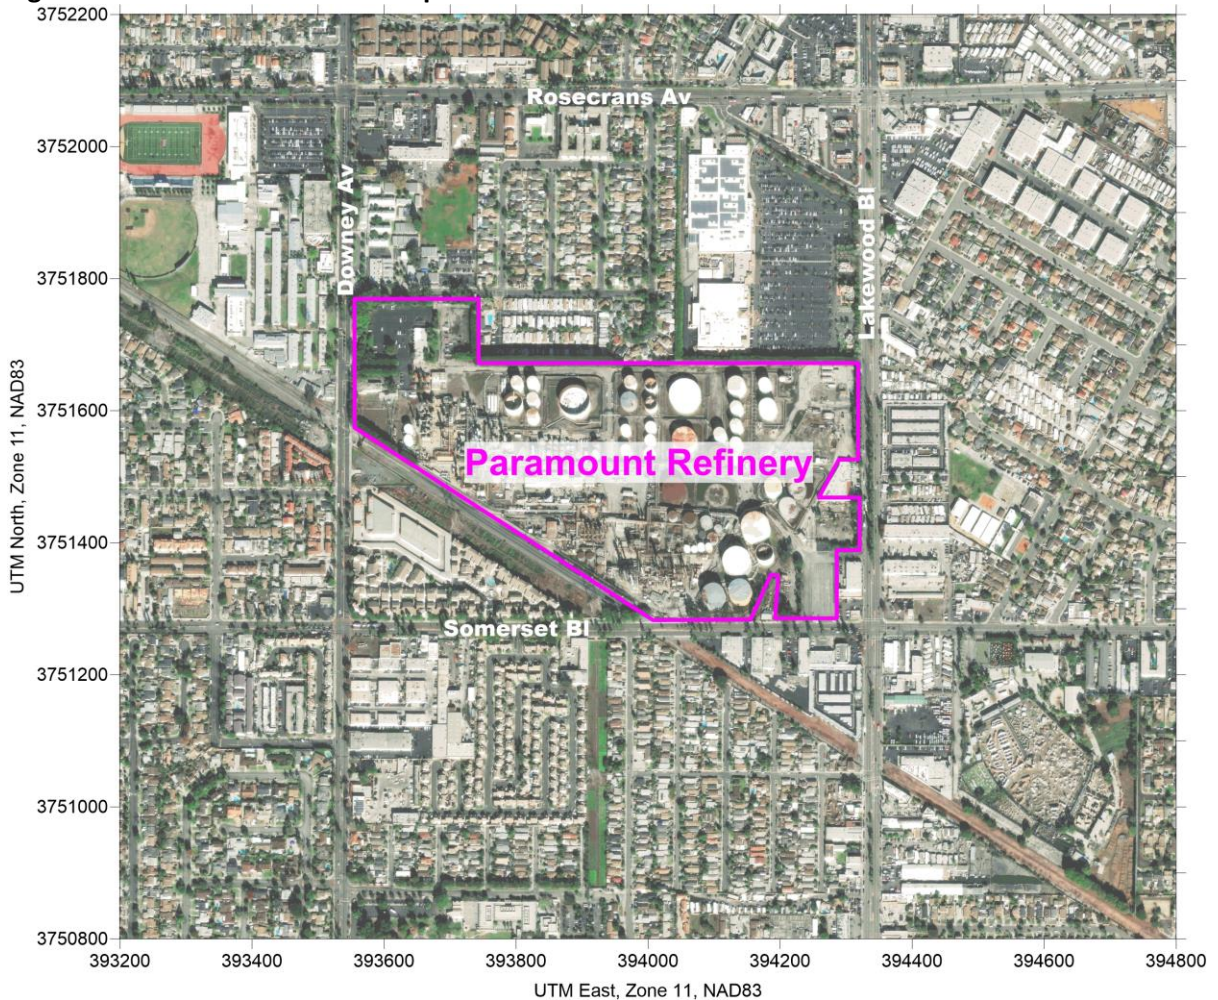 3752200
Rosecrans Av
3752000
Downey Av
Lakewood Bl
3751800
3751600
Paramount Refinery
UTM North, Zone 11, NAD83
3751400
Somerset Bl
3751200
3751000
3750800
393200 393400 393600 393800 394000 394200 394400 394600 394800
UTM East, Zone 11, NAD83